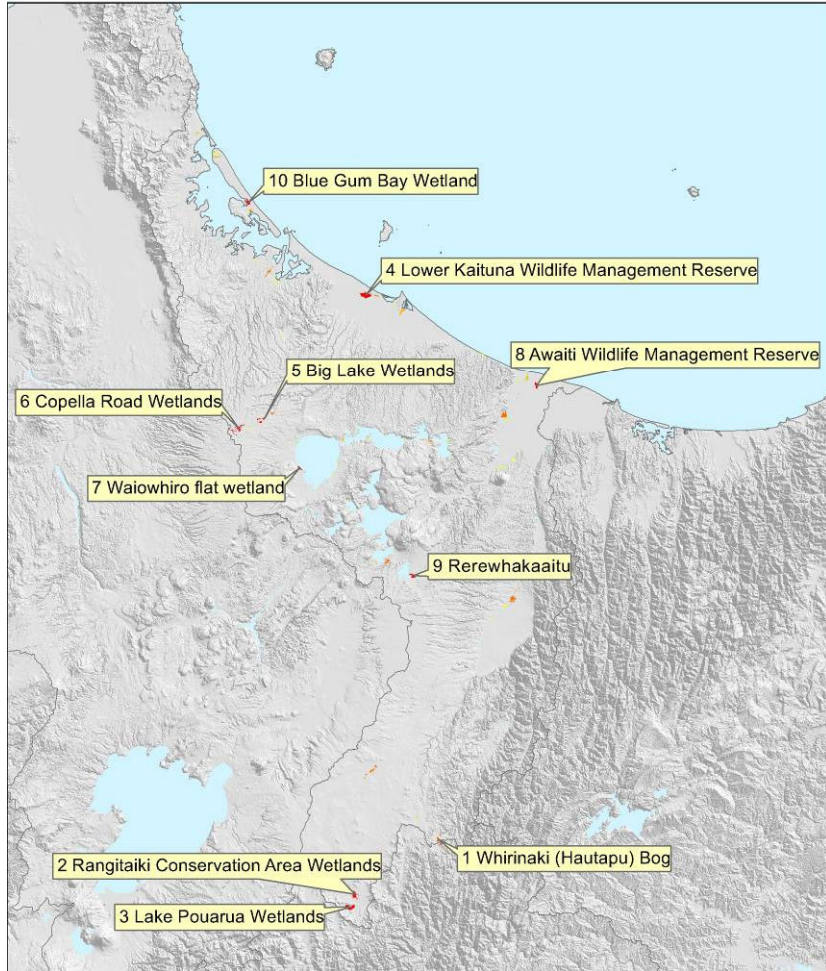 10 Blue Gum Bay Wetland
4 Lower Kaituna Wildlife Management Reserve
8 Awaiti Wildlife Management Reserve
5 Big Lake Wetlands
6 Copella Road Wetlands
7 Waiowhiro flat wetland
9 Rerewhakaaitu
1 Whirinaki (Hautapu) Bog
2 Rangitaiki Conservation Area Wetlands
3 Lake Pouarua Wetlands